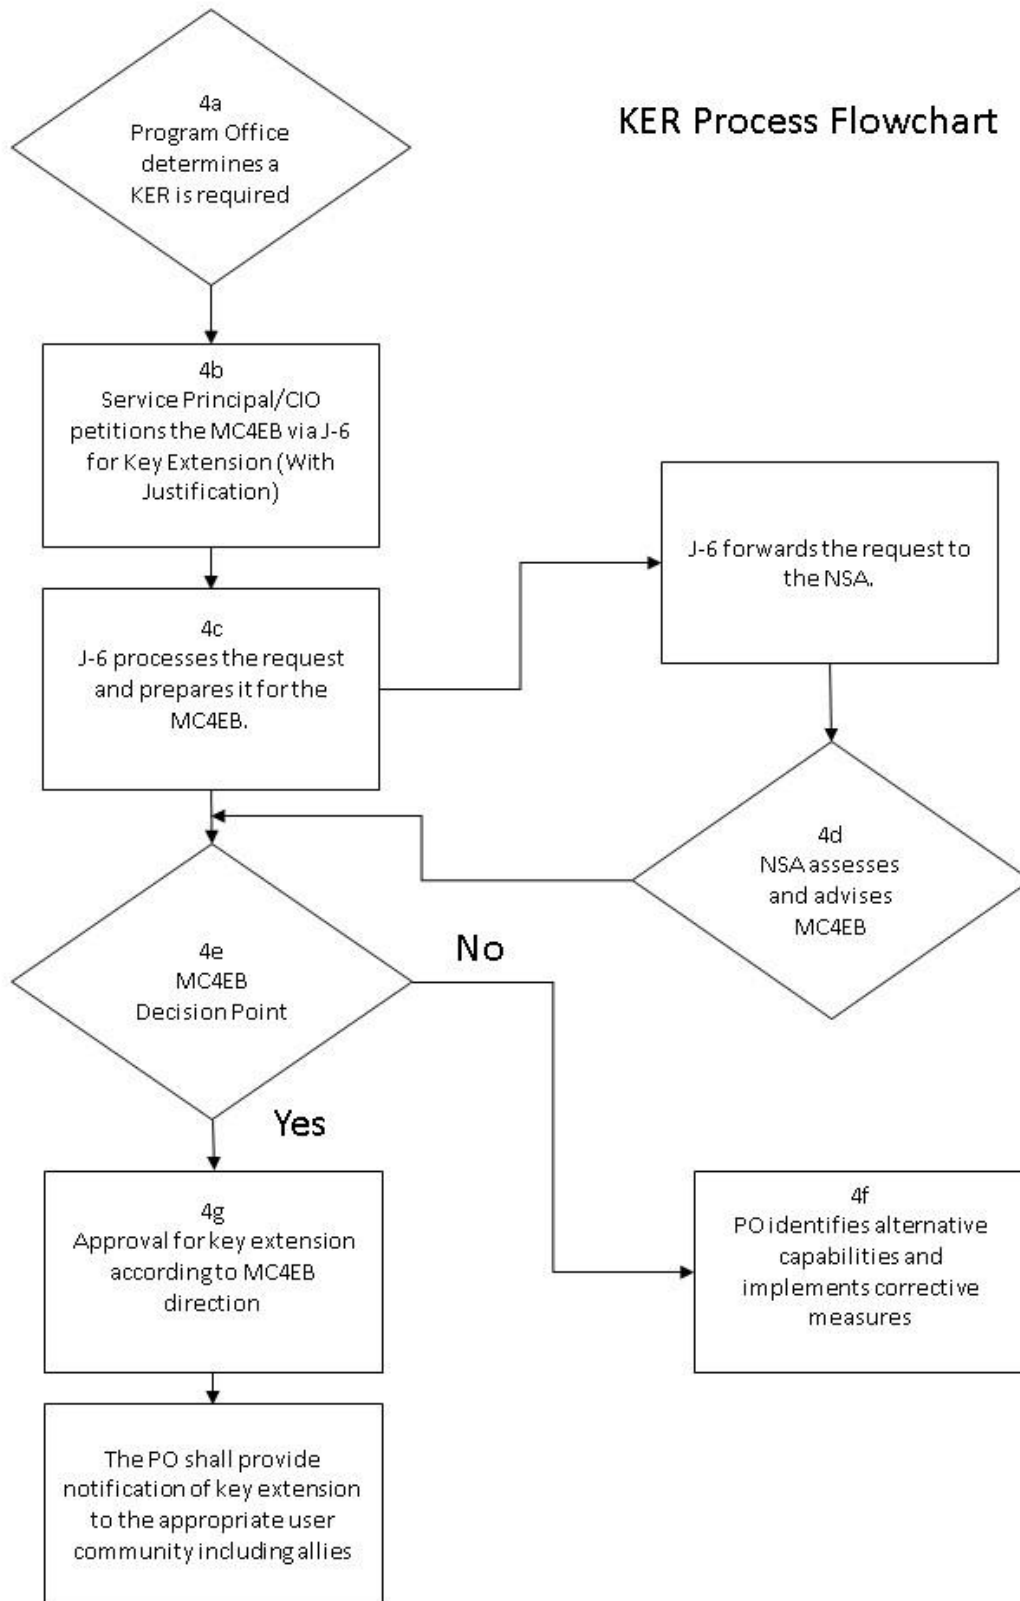 KER Process Flowchart
4a
Program Office
determines a
KER is required
4b
Service Principal/CIO
petitions the MC4EB via J-6
for Key Extension (With
Justification)
4c
J-6 processes the request
and prepares it for the
MC4EB.
J-6 forwards the request to
the NSA.
4d
NSA assesses
and advises
MC4EB
4e
MC4EB
Decision Point
No
Yes
4g
Approval for key extension
according to MC4EB
direction
4f
PO identifies alternative
capabilities and
implements corrective
measures
The PO shall provide
notification of key extension
to the appropriate user
community including allies